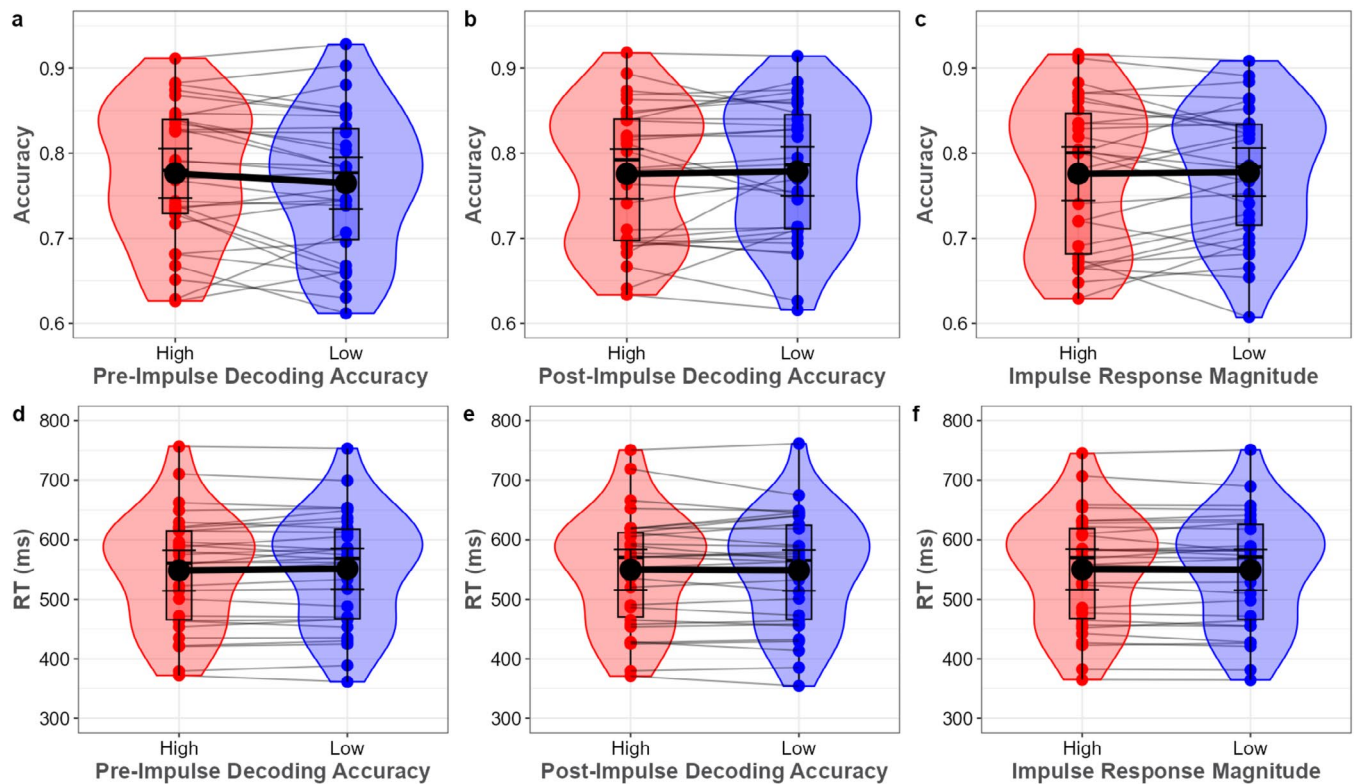 a
b
c
Accuracy
0.9
0.8
0.7
0.6
High
Low
Pre-Impulse Decoding Accuracy
Accuracy
0.9
0.8
0.7
0.6
High
Low
Post-Impulse Decoding Accuracy
Accuracy
0.9
0.8
0.7
0.6
High
Low
Impulse Response Magnitude
d
e
f
RT (ms)
800
700
600
500
400
300
High
Low
Pre-Impulse Decoding Accuracy
RT (ms)
800
700
600
500
400
300
High
Low
Post-Impulse Decoding Accuracy
RT (ms)
800
700
600
500
400
300
High
Low
Impulse Response Magnitude